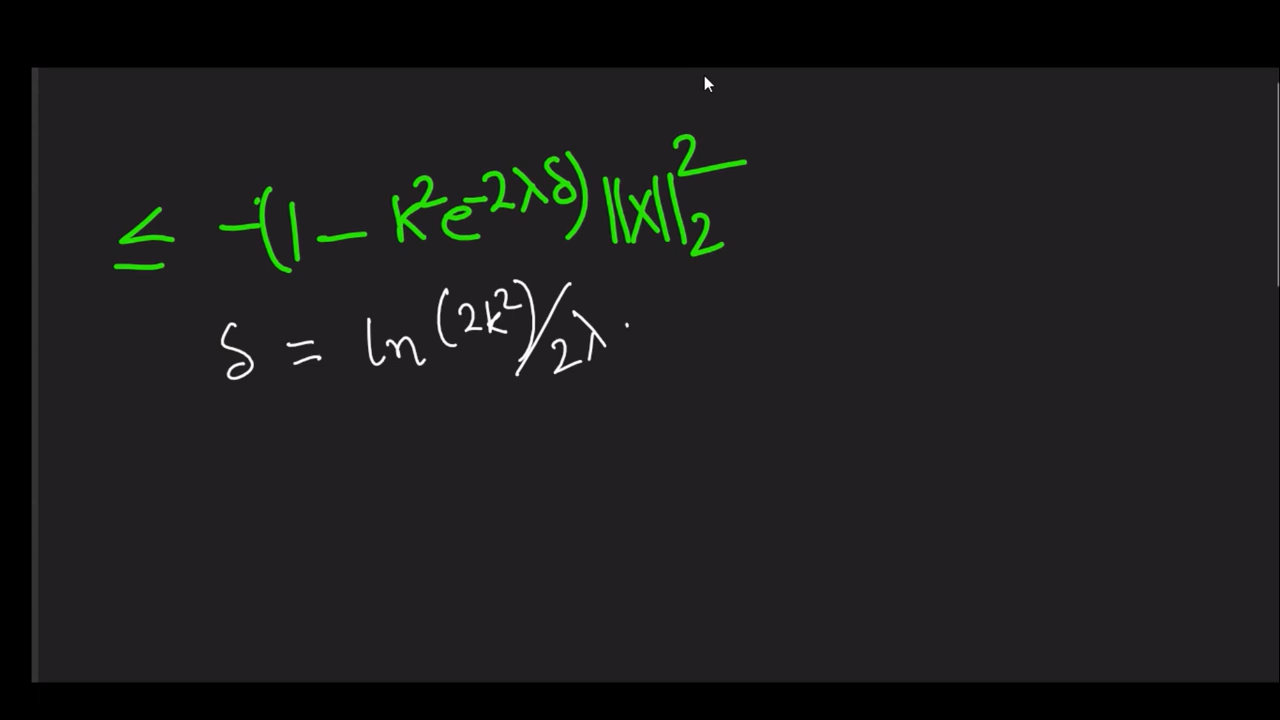 ≤ -(1 - k²e^{-2λδ}) ||x||₂²
δ = ln (2k²)/2λ.